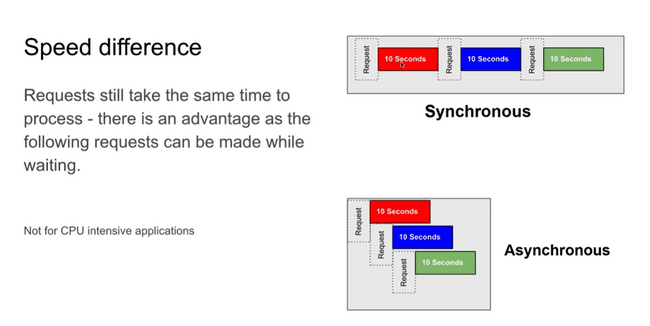 Speed difference
Requests still take the same time to
process - there is an advantage as the
following requests can be made while
waiting.
Not for CPU intensive applications
Request
10 Seconds
Request
10 Seconds
Request
10 Seconds
Synchronous
Request
10 Seconds
Request
10 Seconds
Request
10 Seconds
Asynchronous